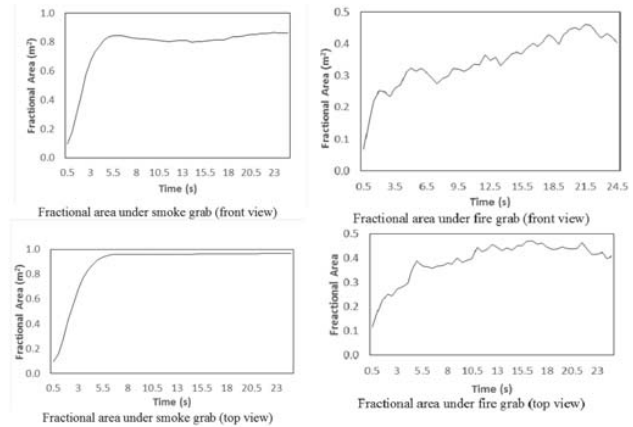 Fractional Area (m²)
1.0
0.8
0.6
0.4
0.2
0.0
0.5 3 5.5 8 10.5 13 15.5 18 20.5 23
Time (s)
Fractional area under smoke grab (front view)
Fractional Area (m²)
0.5
0.4
0.3
0.2
0.1
0.0
0.5 3.5 6.5 9.5 12.5 15.5 18.5 21.5 24.5
Time (s)
Fractional area under fire grab (front view)
Fractional Area (m²)
1.0
0.8
0.6
0.4
0.2
0.0
0.5 3 5.5 8 10.5 13 15.5 18 20.5 23
Time (s)
Fractional area under smoke grab (top view)
Freactional Area
0.5
0.4
0.3
0.2
0.1
0.0
0.5 3 5.5 8 10.5 13 15.5 18 20.5 23
Time (s)
Fractional area under fire grab (top view)